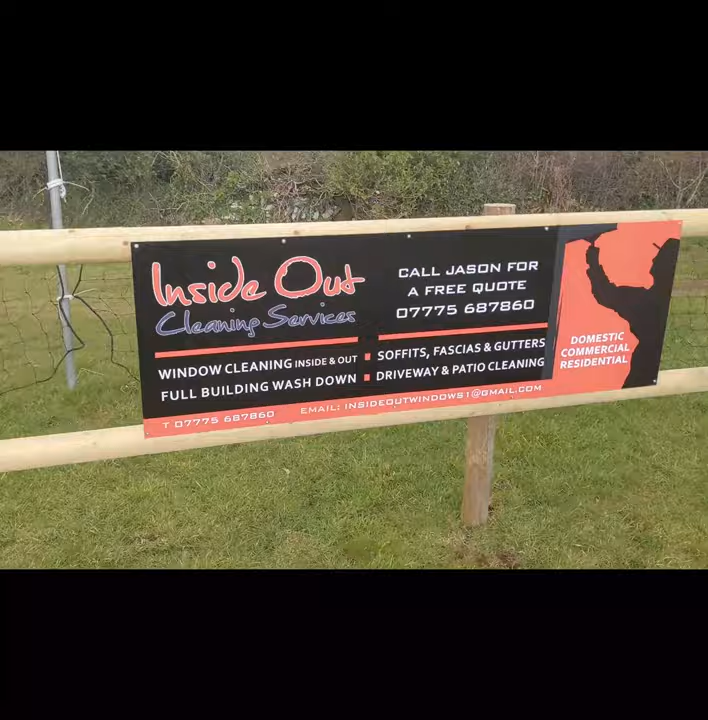 Inside Out
Cleaning Services
CALL JASON FOR
A FREE QUOTE
07775 687860
WINDOW CLEANING INSIDE & OUT ▪ SOFFITS, FASCIAS & GUTTERS
FULL BUILDING WASH DOWN ▪ DRIVEWAY & PATIO CLEANING
DOMESTIC
COMMERCIAL
RESIDENTIAL
T 07775 687860 EMAIL: INSIDEOUTWINDOWS1@GMAIL.COM